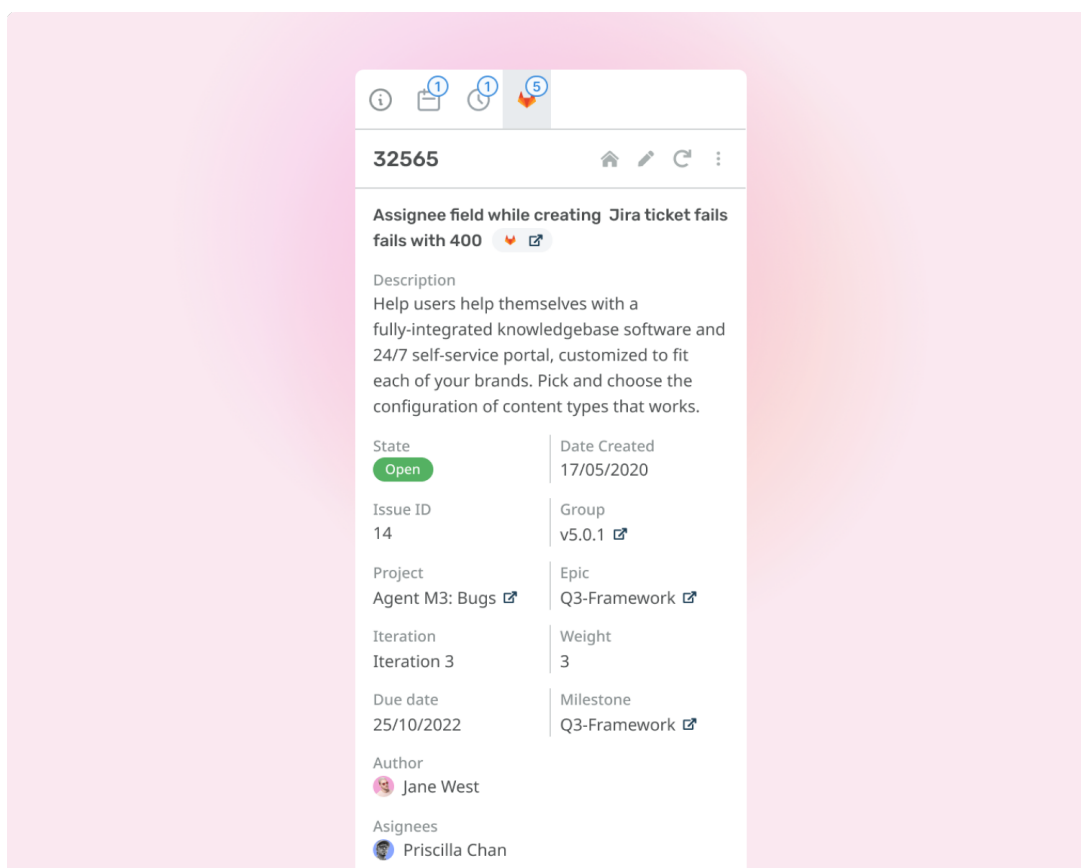 1 1 5
32565
Assignee field while creating Jira ticket fails
fails with 400
Description
Help users help themselves with a
fully-integrated knowledgebase software and
24/7 self-service portal, customized to fit
each of your brands. Pick and choose the
configuration of content types that works.
State Date Created
Open 17/05/2020
Issue ID Group
14 v5.0.1
Project Epic
Agent M3: Bugs Q3-Framework
Iteration Weight
Iteration 3 3
Due date Milestone
25/10/2022 Q3-Framework
Author
Jane West
Asignees
Priscilla Chan